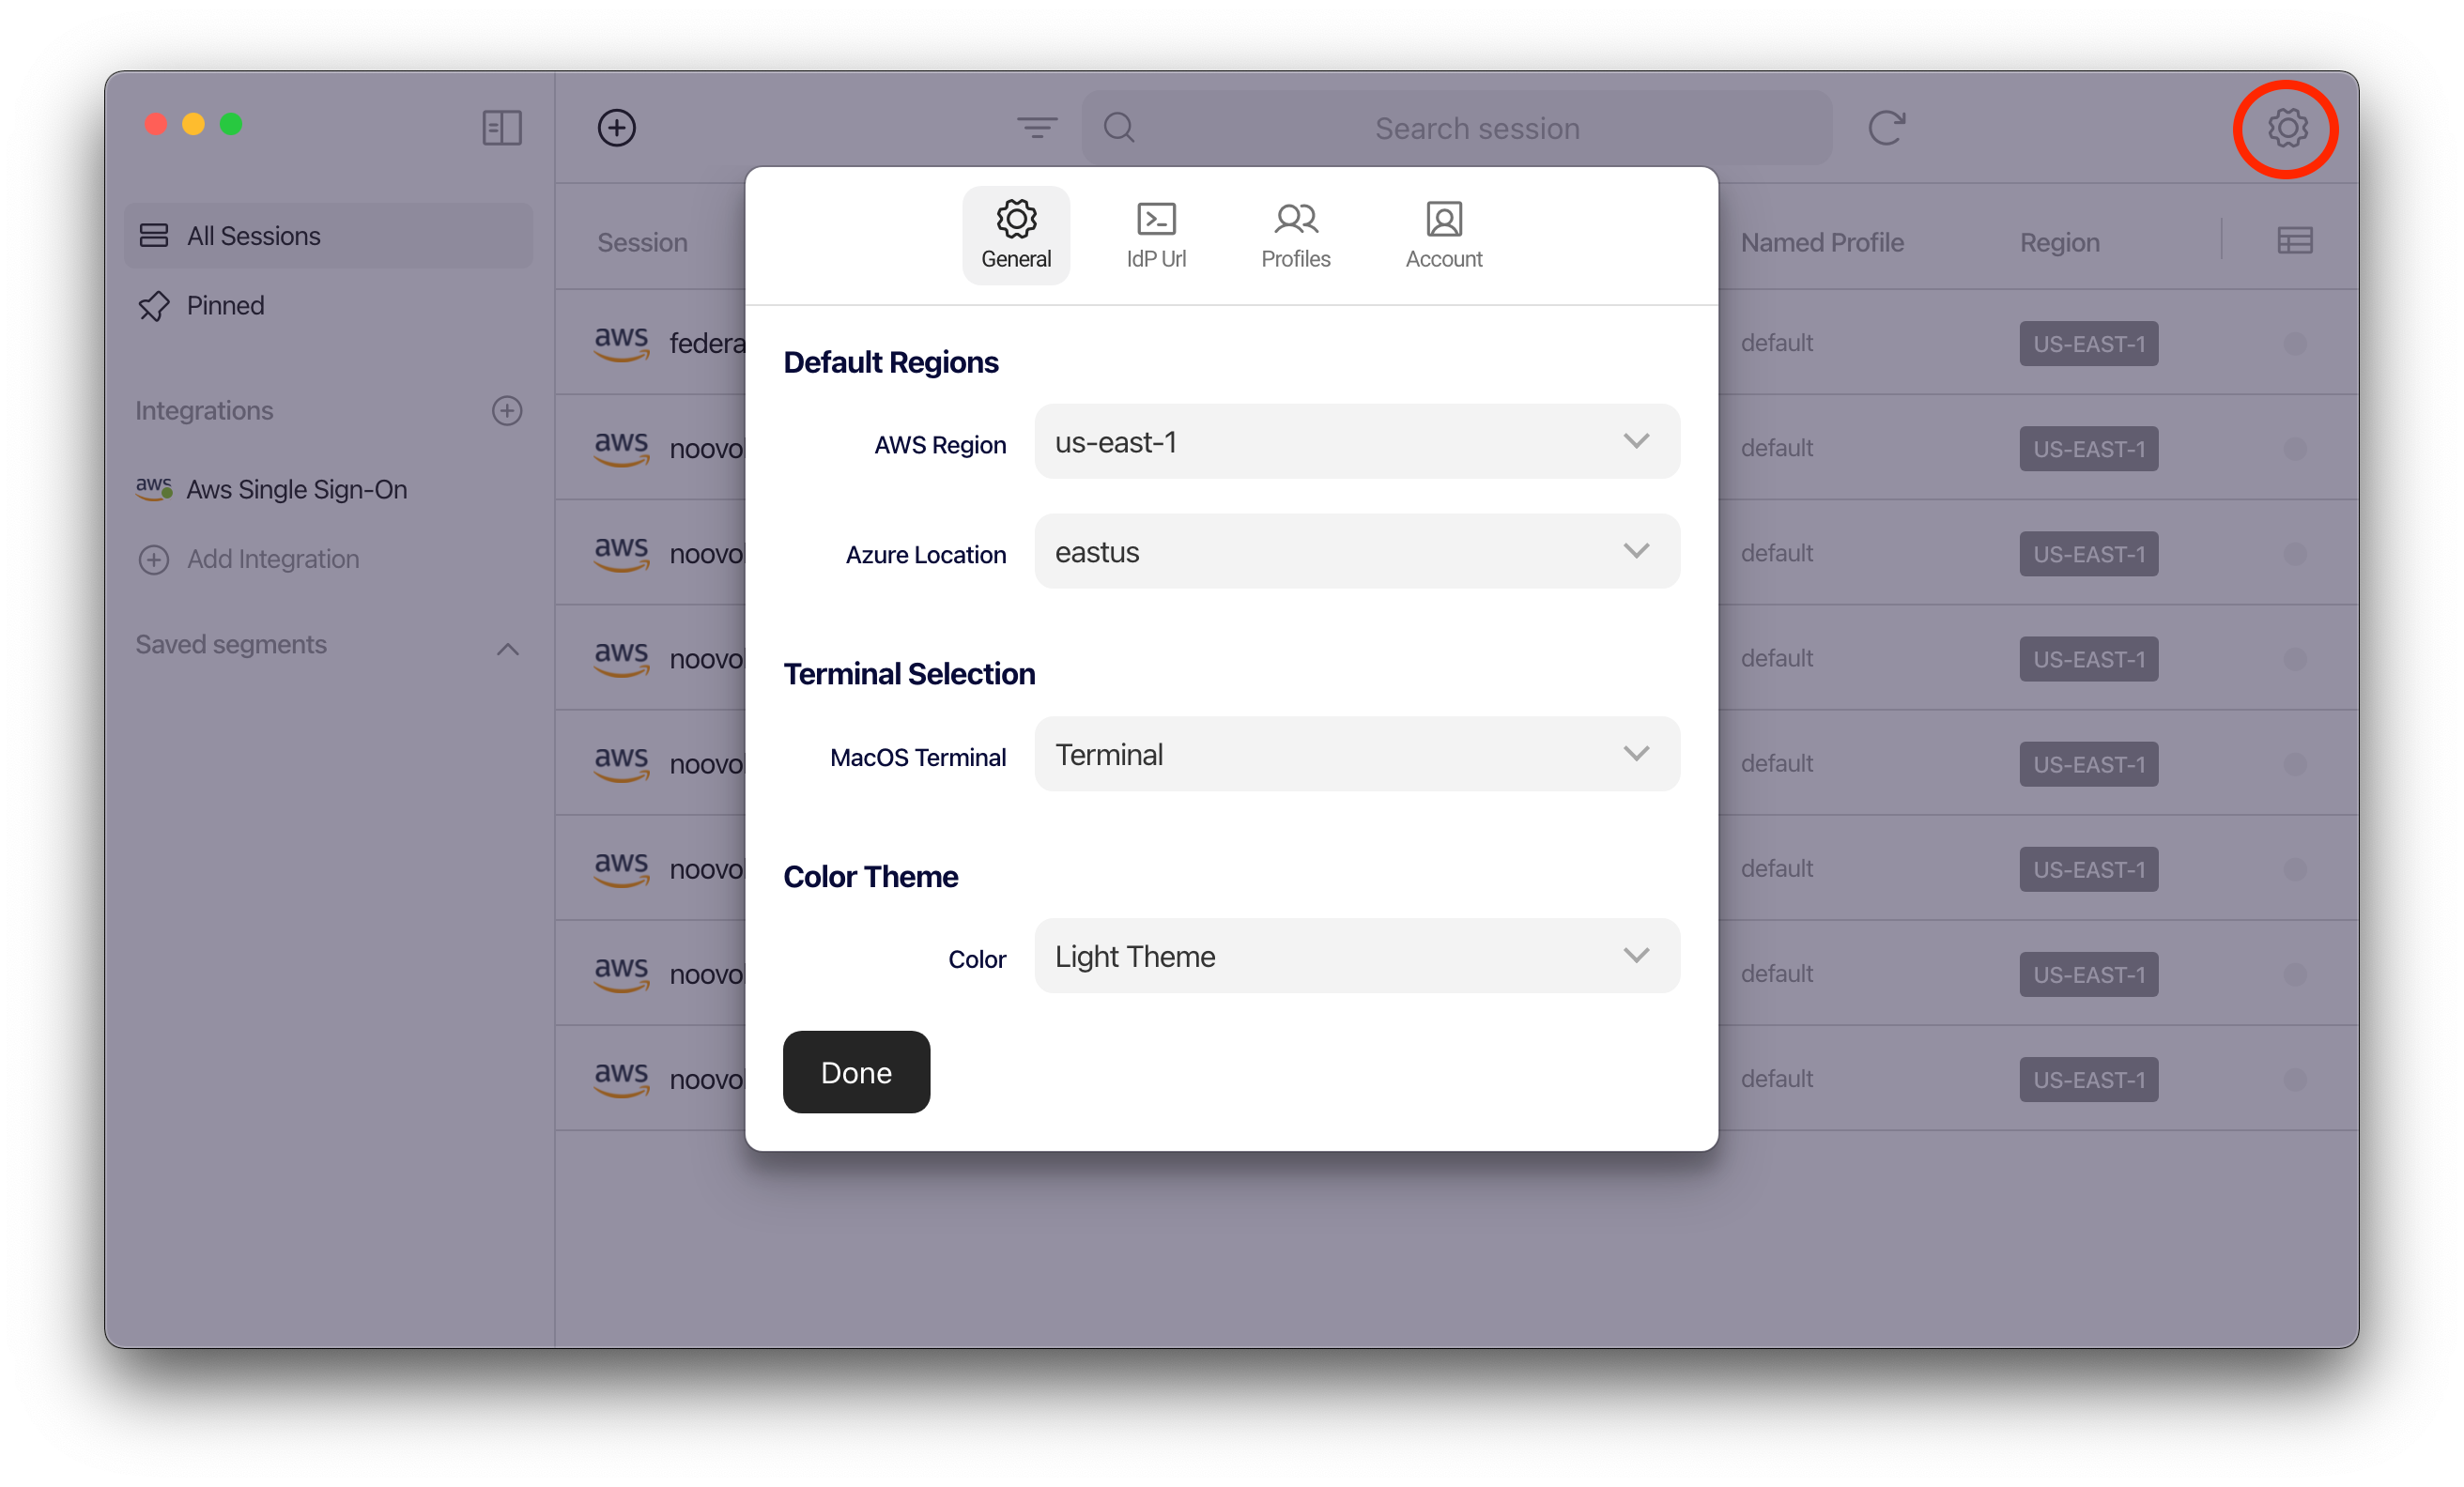 Search session
All Sessions
Pinned
Integrations
aws Aws Single Sign-On
Add Integration
Saved segments
Session
Named Profile
Region
General
IdP Url
Profiles
Account
Default Regions
AWS Region us-east-1
Azure Location eastus
Terminal Selection
MacOS Terminal Terminal
Color Theme
Color Light Theme
Done
aws federa default US-EAST-1
aws noovo default US-EAST-1
aws noovo default US-EAST-1
aws noovo default US-EAST-1
aws noovo default US-EAST-1
aws noovo default US-EAST-1
aws noovo default US-EAST-1
aws noovo default US-EAST-1